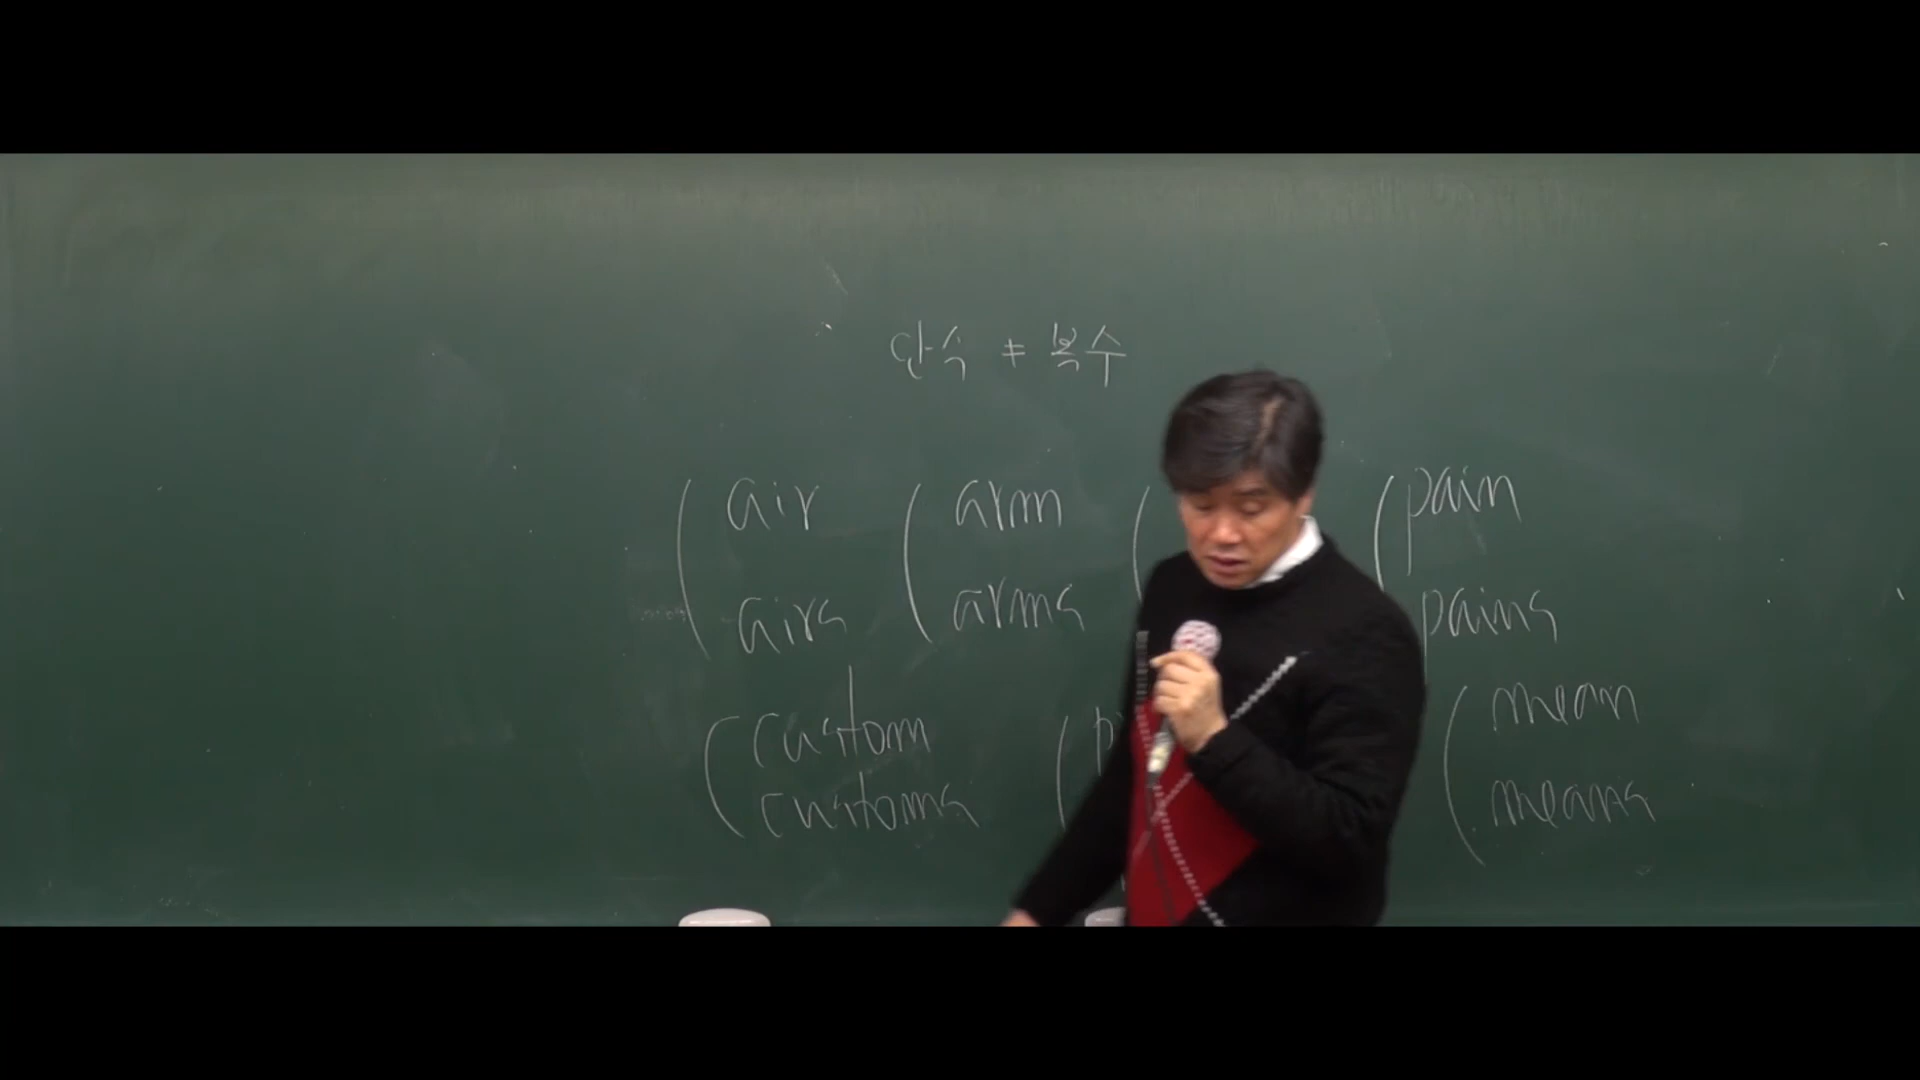 단수 ≠ 복수
air arm pain
airs arms pains
custom mean
customs means